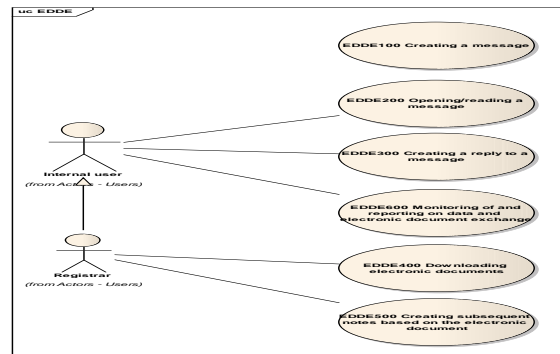 uc EDDE
EDDE100 Creating a message
EDDE200 Opening/reading a
message
EDDE300 Creating a reply to a
message
Internal user
(from Actors - Users)
EDDE600 Monitoring of and
reporting on data and
electronic document exchange
EDDE400 Downloading
electronic documents
Registrar
(from Actors - Users)
EDDE500 Creating subsequent
notes based on the electronic
document